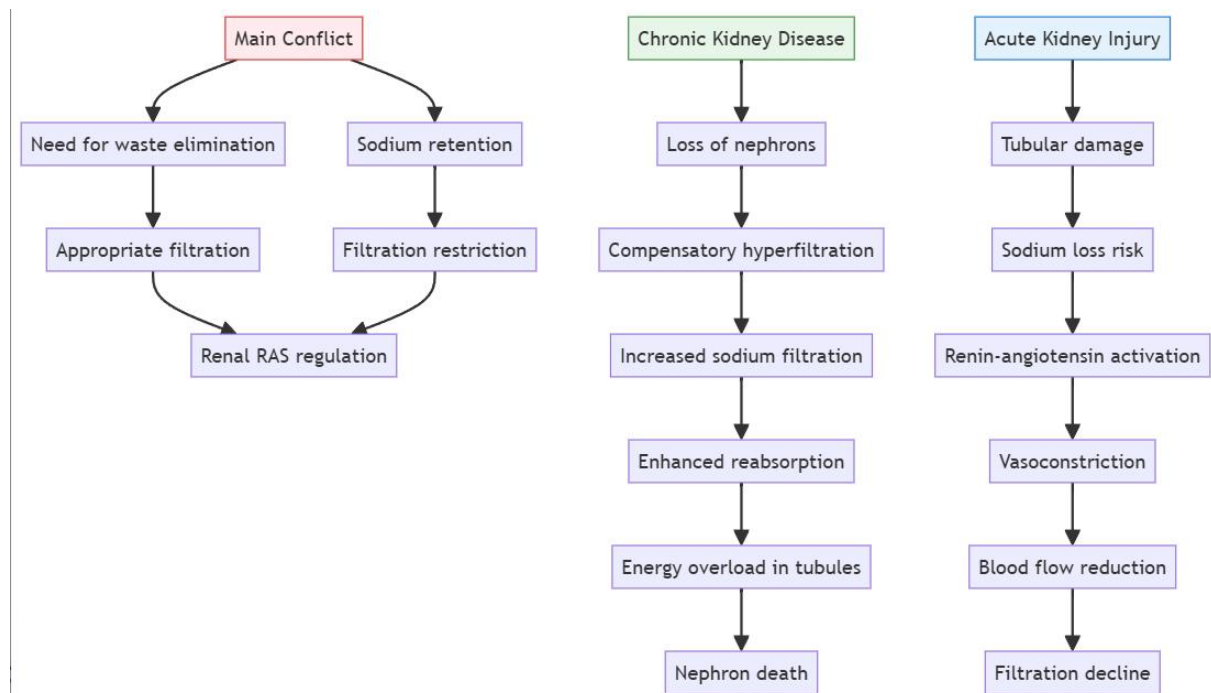 Main Conflict
Need for waste elimination
Sodium retention
Appropriate filtration
Filtration restriction
Renal RAS regulation
Chronic Kidney Disease
Loss of nephrons
Compensatory hyperfiltration
Increased sodium filtration
Enhanced reabsorption
Energy overload in tubules
Nephron death
Acute Kidney Injury
Tubular damage
Sodium loss risk
Renin-angiotensin activation
Vasoconstriction
Blood flow reduction
Filtration decline